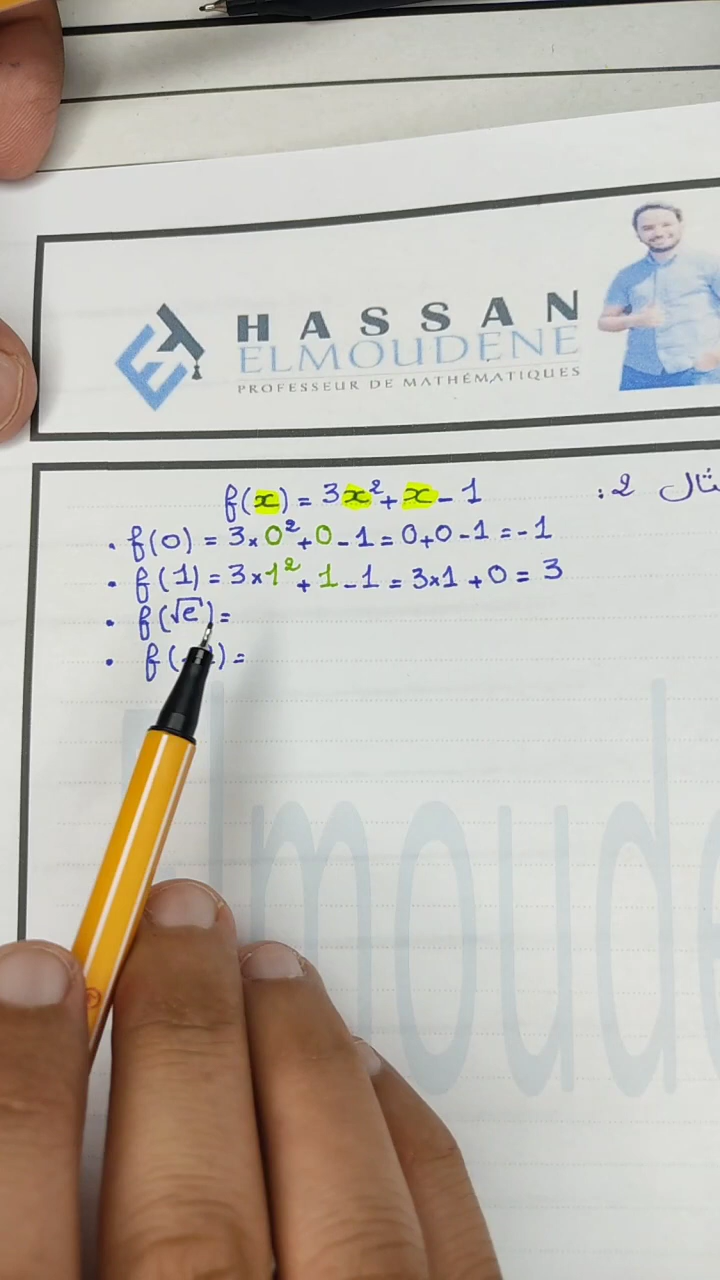 HASSAN
ELMOUDENE
PROFESSEUR DE MATHÉMATIQUES
f(x) = 3x²+x-1
: 2
. f(0) = 3×0²+0-1=0+0-1=-1
. f(1)=3×1²+1-1=3×1+0=3
. f(√e)=
. f( )=